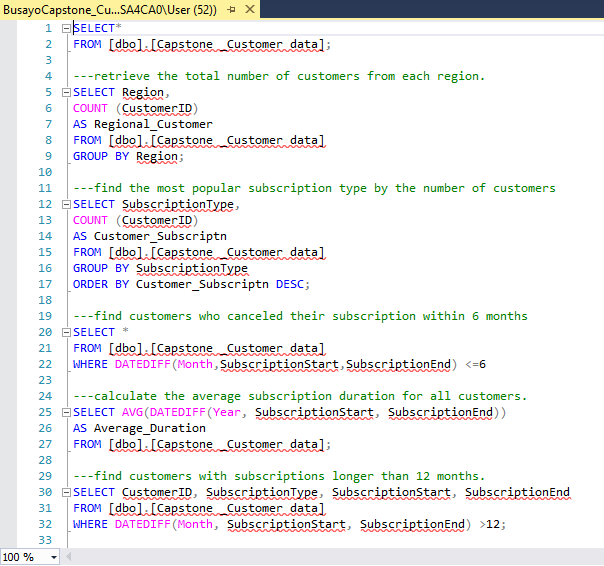 BusayoCapstone_Cu...SA4CA0\User (52))
1 SELECT*
2 FROM [dbo].[Capstone _Customer data];
3
4 ---retrieve the total number of customers from each region.
5 SELECT Region,
6 COUNT (CustomerID)
7 AS Regional_Customer
8 FROM [dbo].[Capstone _Customer data]
9 GROUP BY Region;
10
11 ---find the most popular subscription type by the number of customers
12 SELECT SubscriptionType,
13 COUNT (CustomerID)
14 AS Customer_Subscriptn
15 FROM [dbo].[Capstone _Customer data]
16 GROUP BY SubscriptionType
17 ORDER BY Customer_Subscriptn DESC;
18
19 ---find customers who canceled their subscription within 6 months
20 SELECT *
21 FROM [dbo].[Capstone _Customer data]
22 WHERE DATEDIFF(Month,SubscriptionStart,SubscriptionEnd) <=6
23
24 ---calculate the average subscription duration for all customers.
25 SELECT AVG(DATEDIFF(Year, SubscriptionStart, SubscriptionEnd))
26 AS Average_Duration
27 FROM [dbo].[Capstone _Customer data];
28
29 ---find customers with subscriptions longer than 12 months.
30 SELECT CustomerID, SubscriptionType, SubscriptionStart, SubscriptionEnd
31 FROM [dbo].[Capstone _Customer data]
32 WHERE DATEDIFF(Month, SubscriptionStart, SubscriptionEnd) >12;
33
100 %